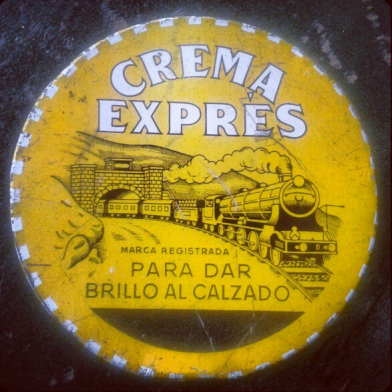 CREMA
EXPRÉS
MARCA REGISTRADA
PARA DAR
BRILLO AL CALZADO